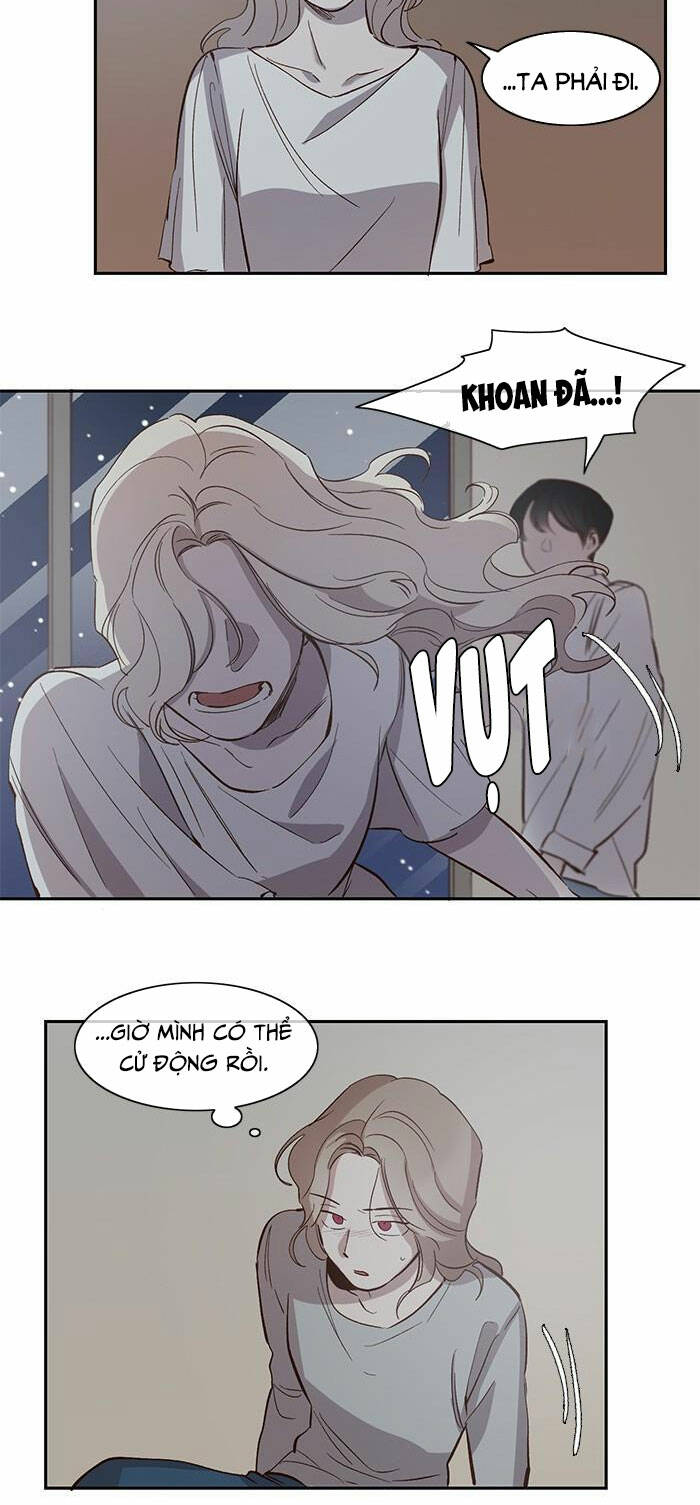 ...TA PHẢI ĐI.
KHOAN ĐÃ...!
VỤT
...GIỜ MÌNH CÓ THỂ
CỬ ĐỘNG RỒI.